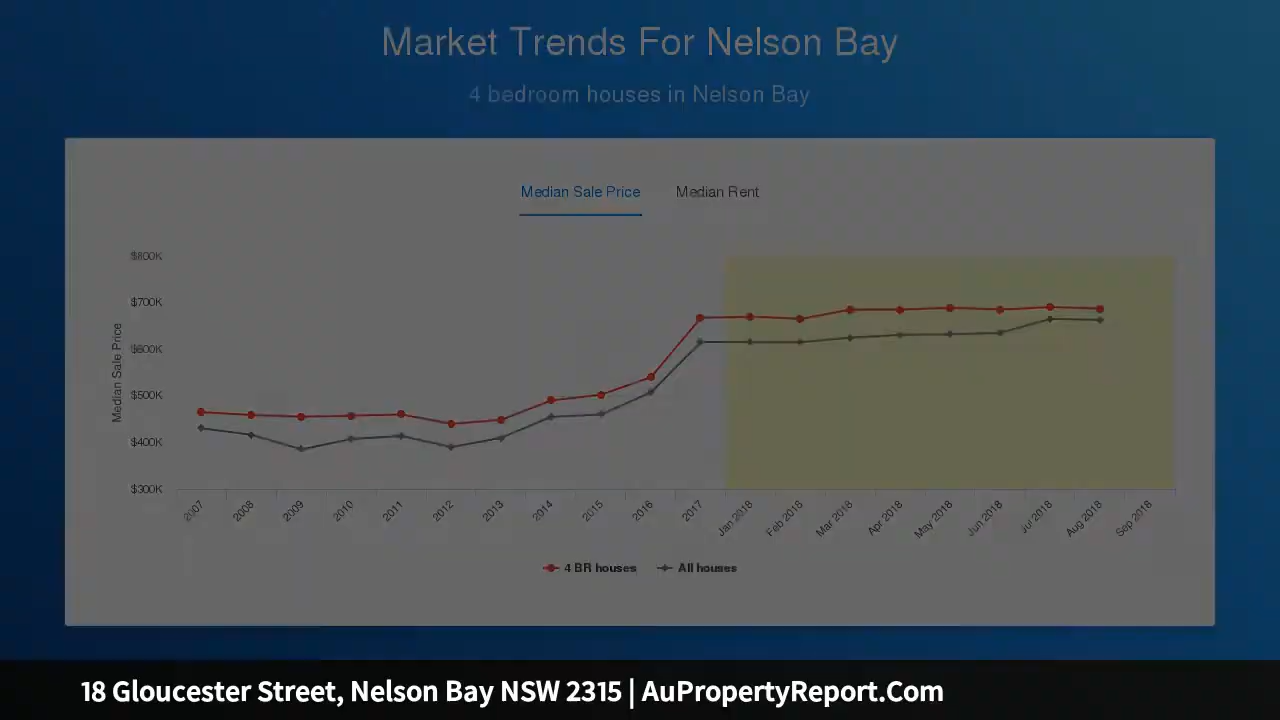 Market Trends For Nelson Bay
4 bedroom houses in Nelson Bay
Median Sale Price Median Rent
$800K
$700K
$600K
$500K
$400K
$300K
Median Sale Price
2007 2008 2009 2010 2011 2012 2013 2014 2015 2016 2017 Jan 2018 Feb 2018 Mar 2018 Apr 2018 May 2018 Jun 2018 Jul 2018 Aug 2018 Sep 2018
4 BR houses All houses
18 Gloucester Street, Nelson Bay NSW 2315 | AuPropertyReport.Com